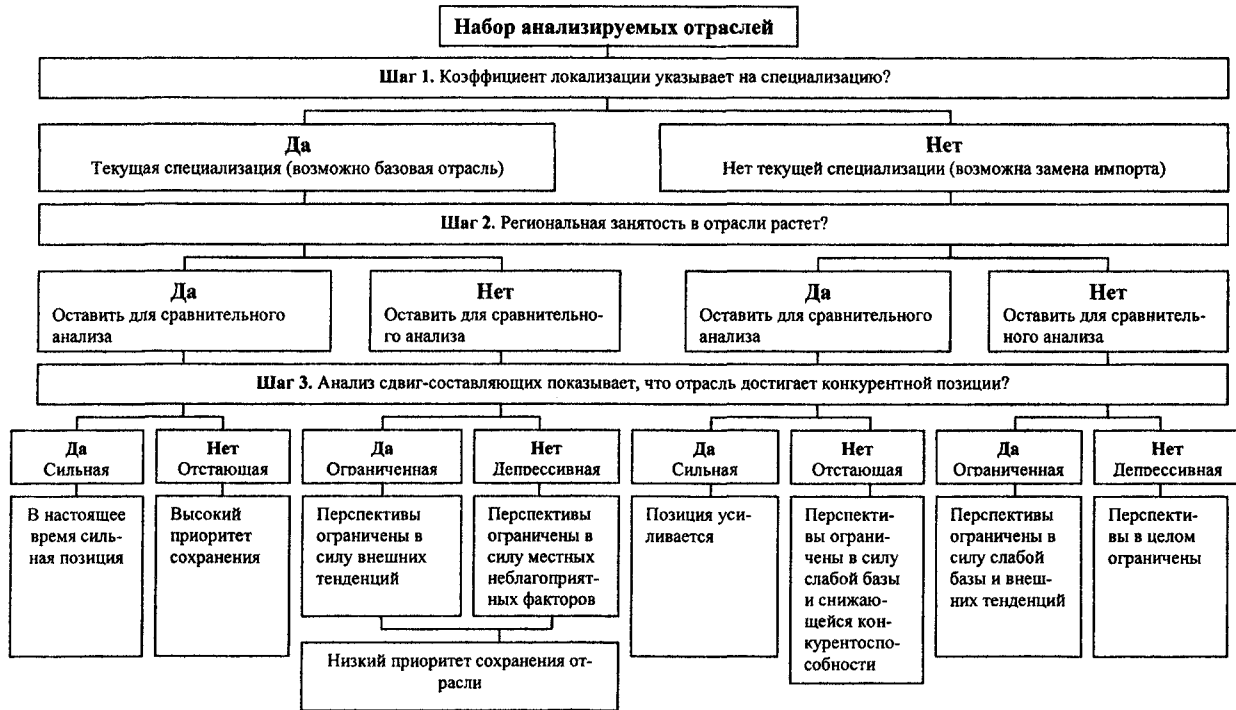 Набор анализируемых отраслей
Шаг 1. Коэффициент локализации указывает на специализацию?
Да
Текущая специализация (возможно базовая отрасль)
Нет
Нет текущей специализации (возможна замена импорта)
Шаг 2. Региональная занятость в отрасли растет?
Да
Оставить для сравнительного
анализа
Нет
Оставить для сравнительно-
го анализа
Да
Оставить для сравнительного
анализа
Нет
Оставить для сравнитель-
ного анализа
Шаг 3. Анализ сдвиг-составляющих показывает, что отрасль достигает конкурентной позиции?
Да
Сильная
Нет
Отстающая
Да
Ограниченная
Нет
Депрессивная
Да
Сильная
Нет
Отстающая
Да
Ограниченная
Нет
Депрессивная
В настоящее
время силь-
ная позиция
Высокий
приоритет
сохранения
Перспективы
ограничены в
силу внешних
тенденций
Перспективы
ограничены в
силу местных
неблагоприят-
ных факторов
Позиция уси-
ливается
Перспекти-
вы ограни-
чены в силу
слабой базы
и снижаю-
щейся кон-
курентоспо-
собности
Перспективы
ограничены в
силу слабой
базы и внеш-
них тенденций
Перспекти-
вы в целом
ограничены
Низкий приоритет сохранения от-
расли